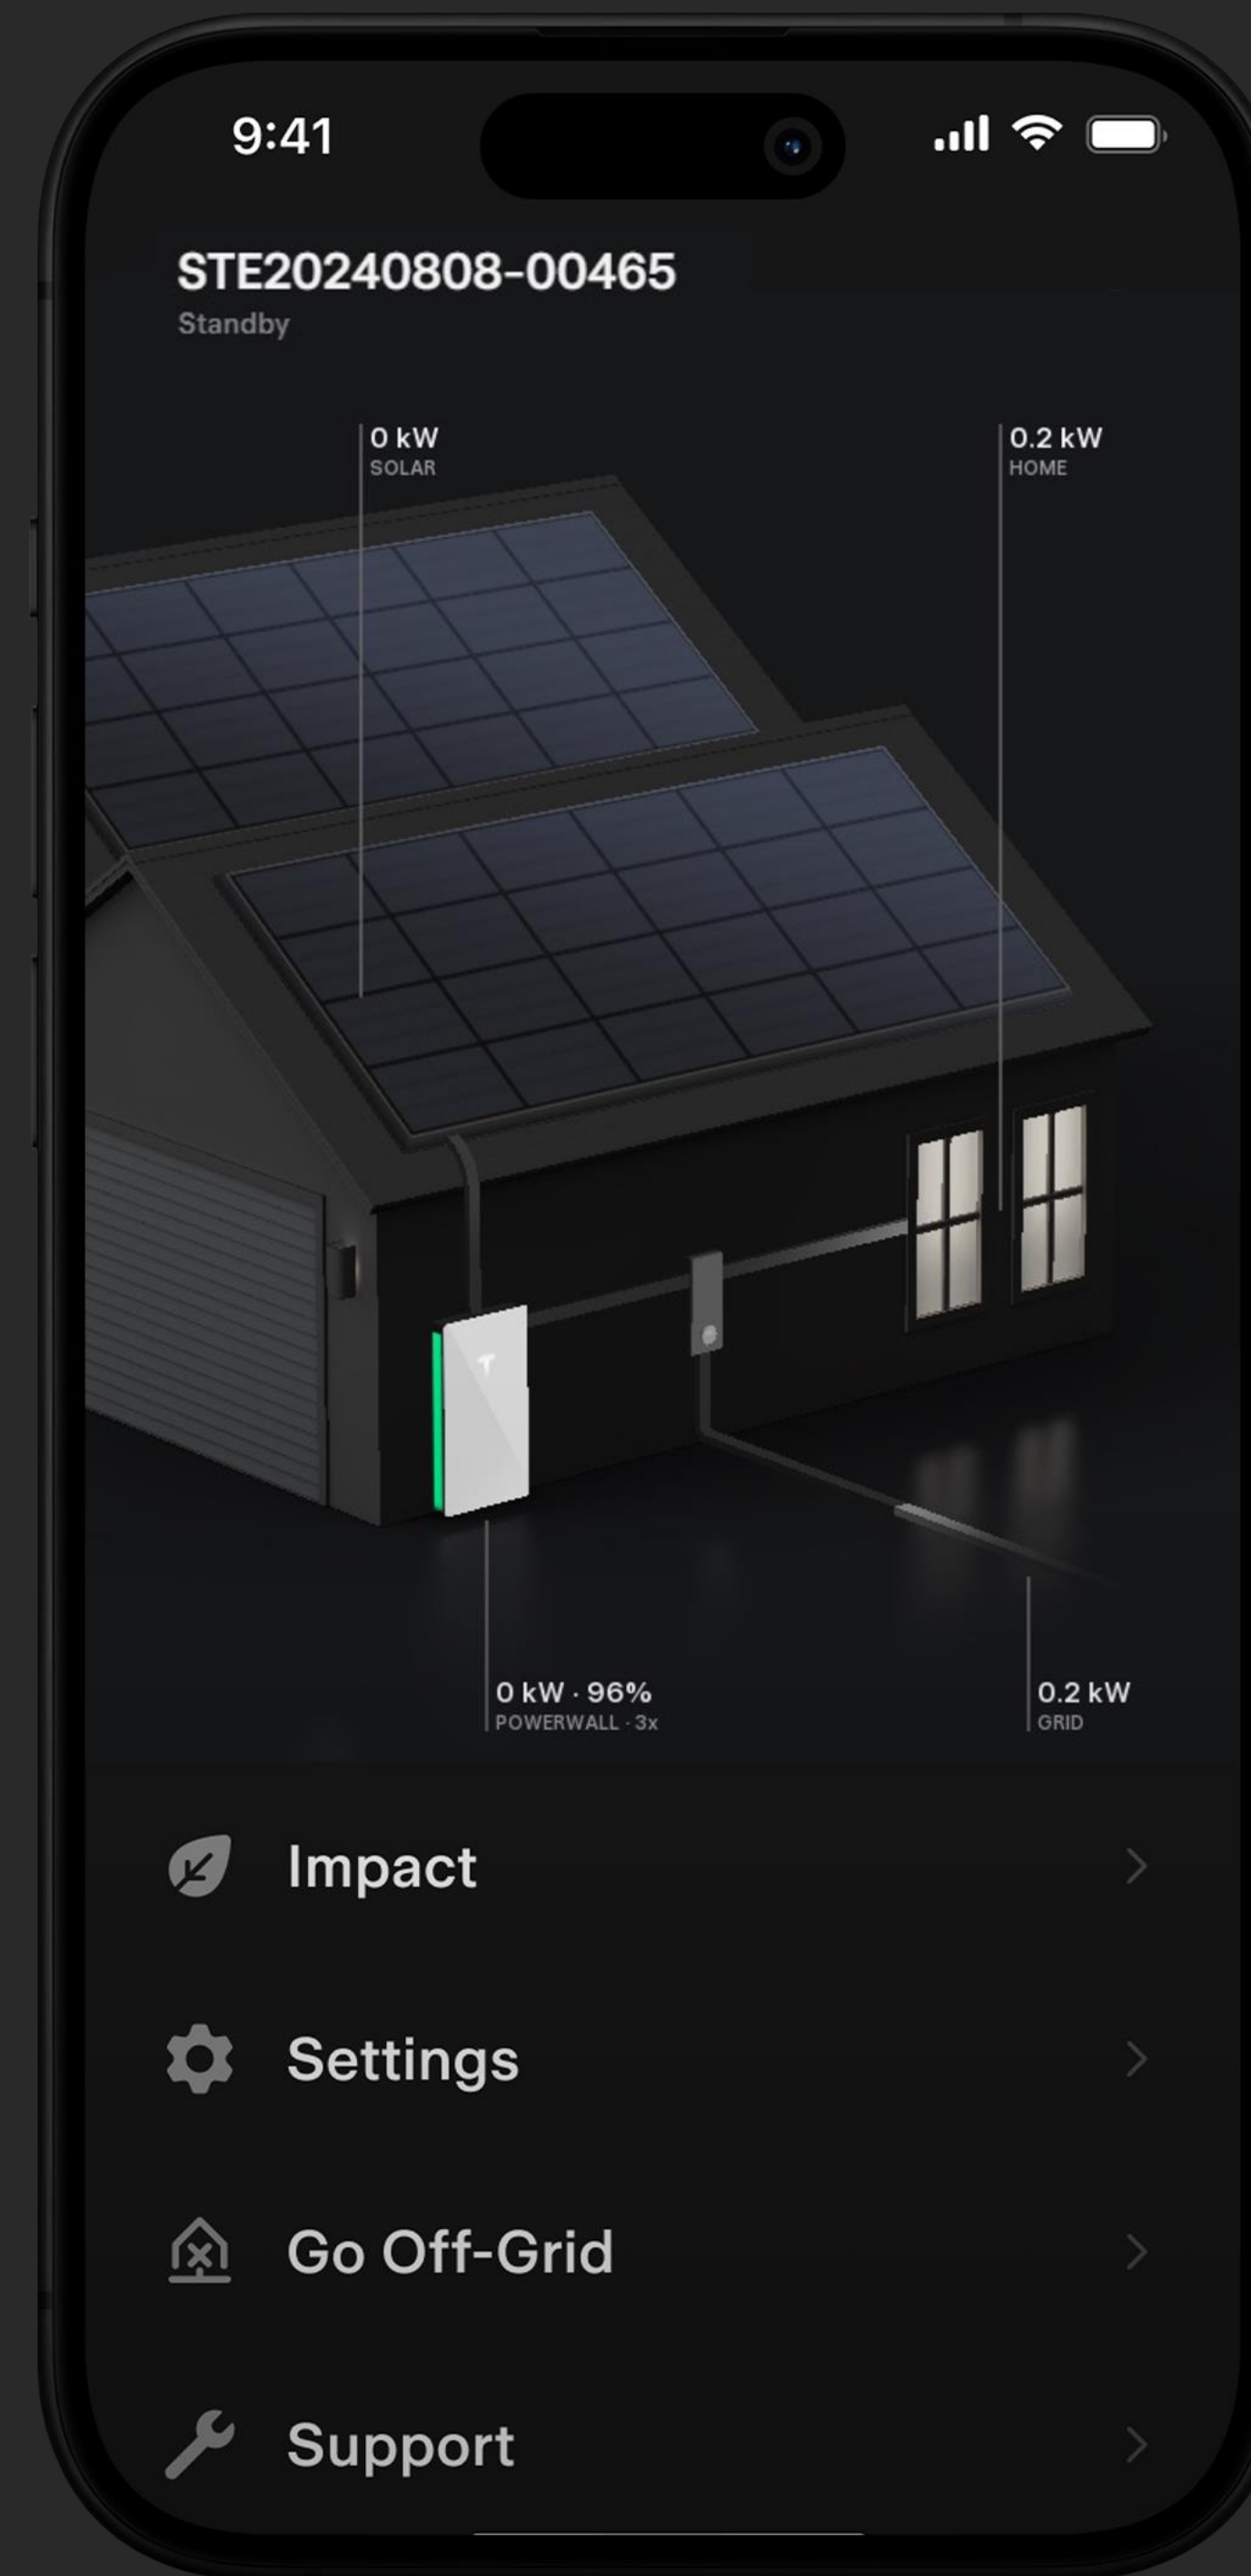 9:41
STE20240808-00465
Standby
0 kW
SOLAR
0.2 kW
HOME
0 kW · 96%
POWERWALL · 3x
0.2 kW
GRID
Impact
Settings
Go Off-Grid
Support